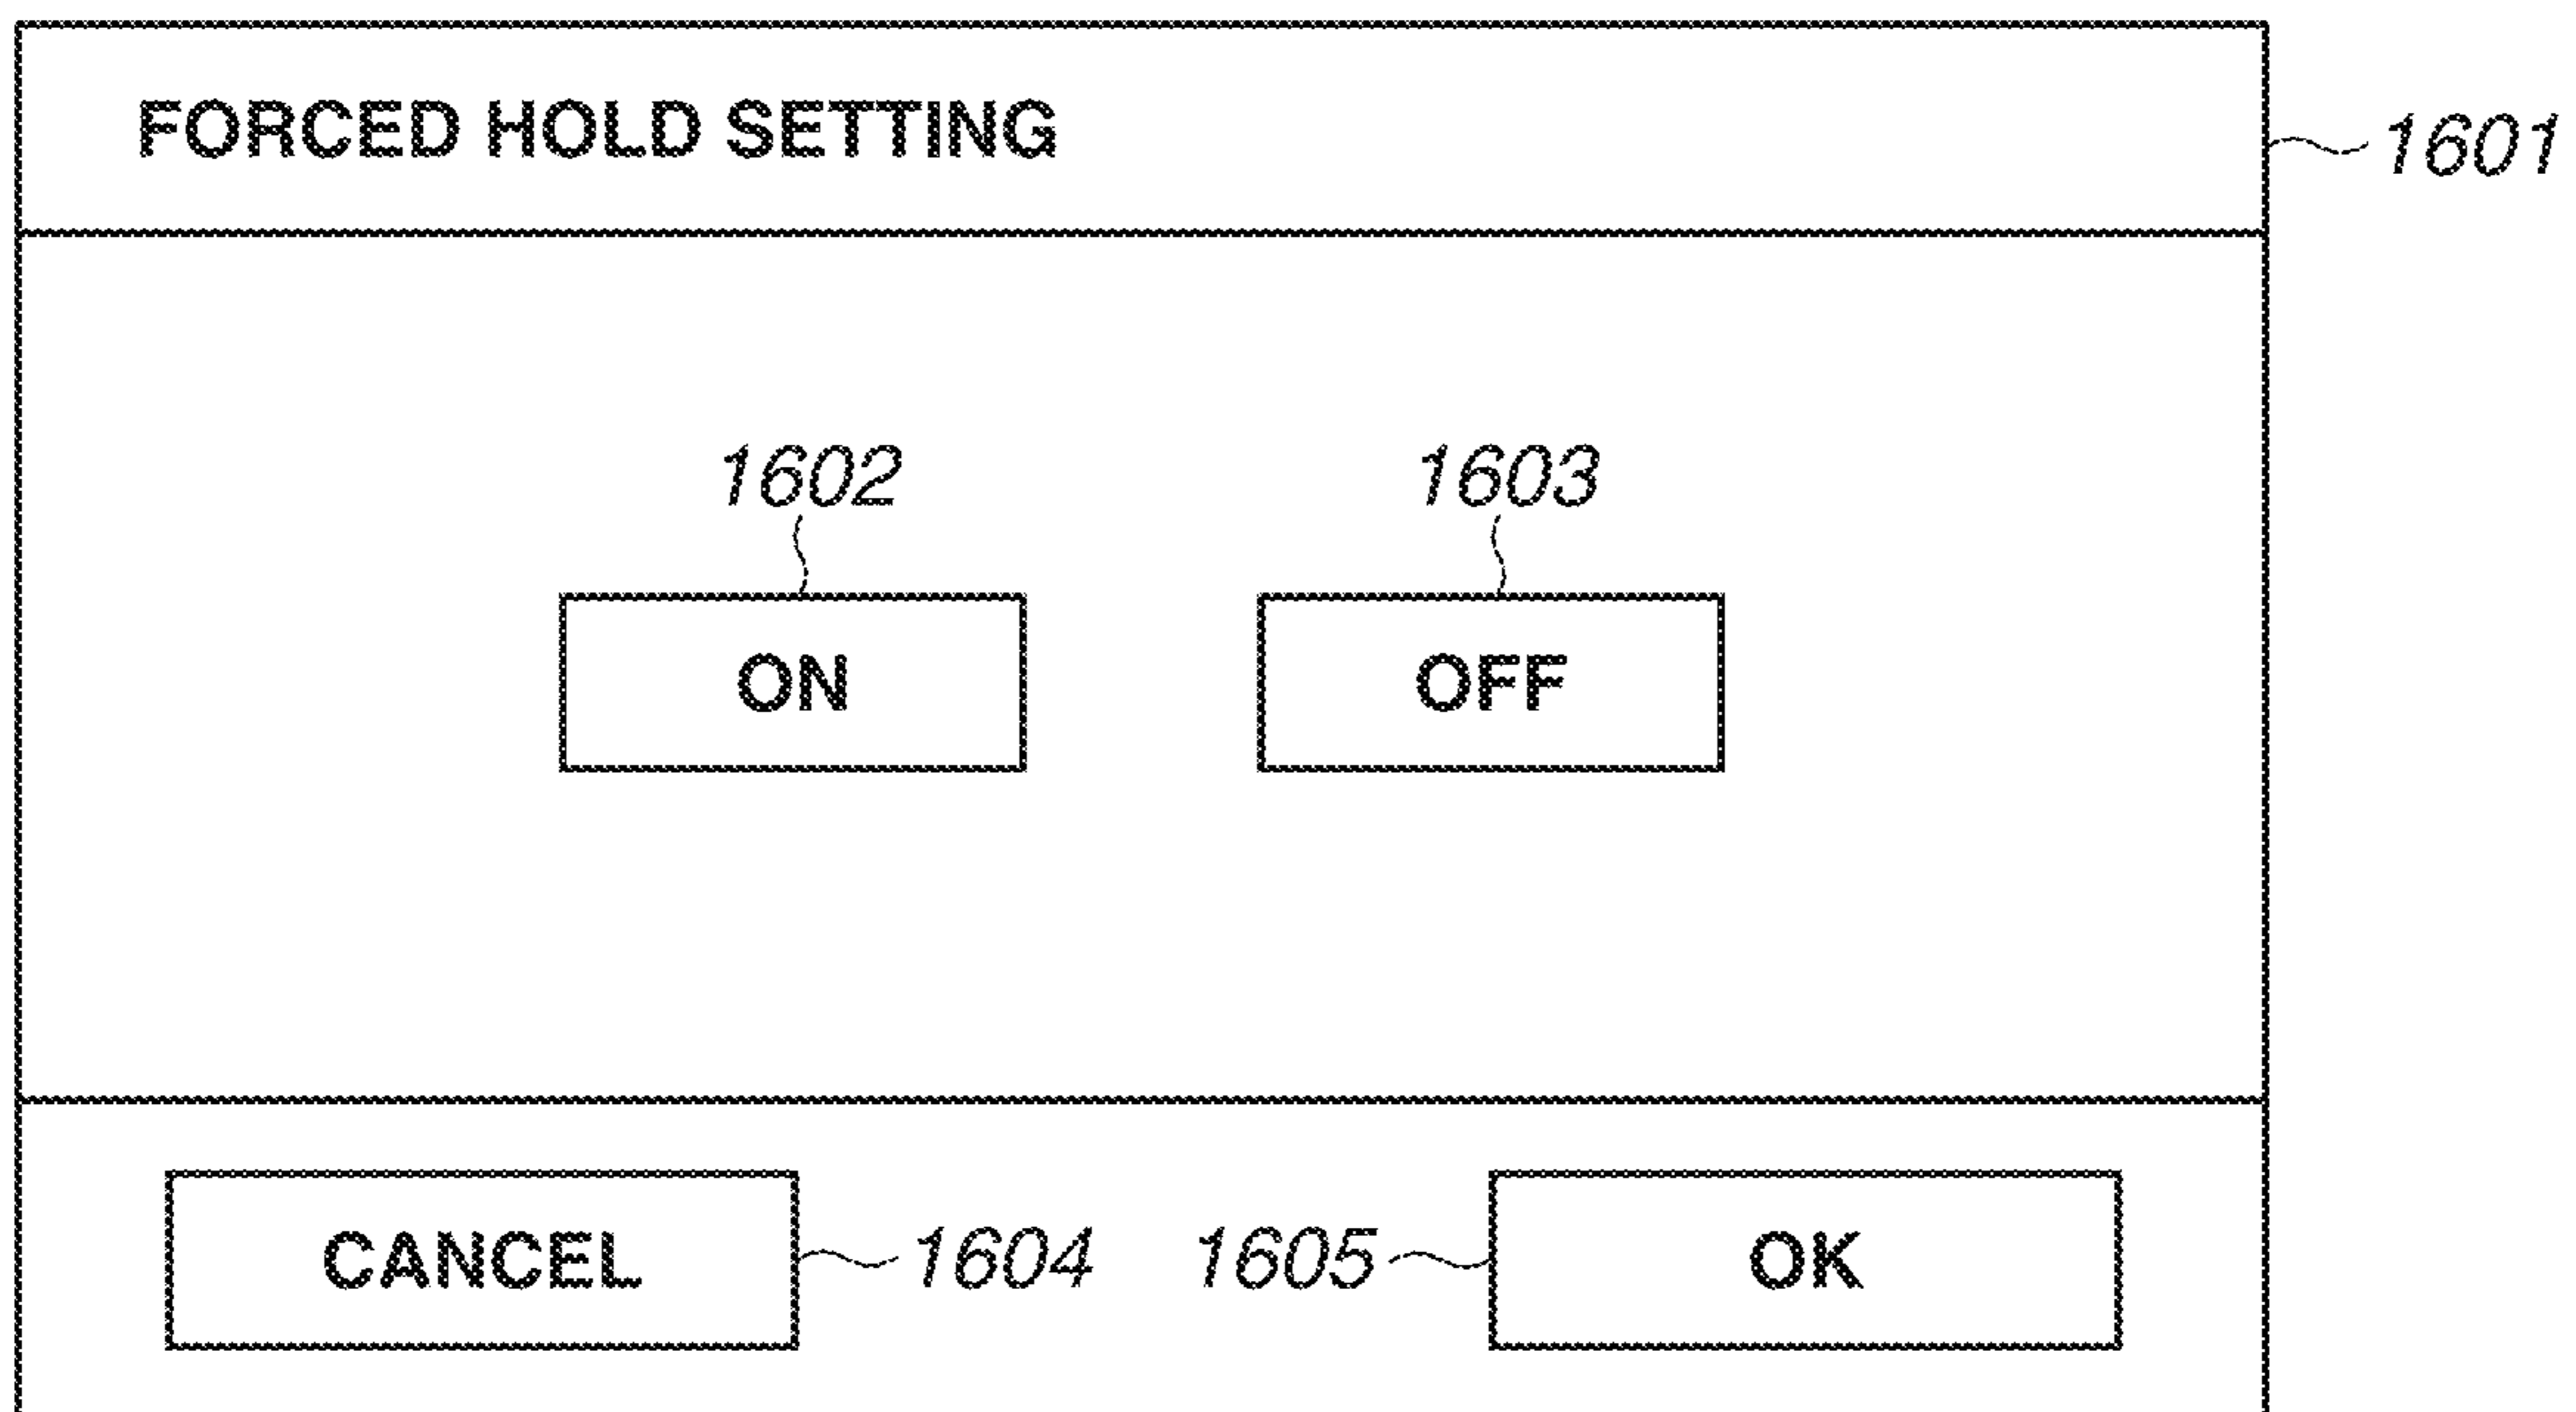 FORCED HOLD SETTING
1601
1602 1603
ON OFF
CANCEL 1604 1605 OK